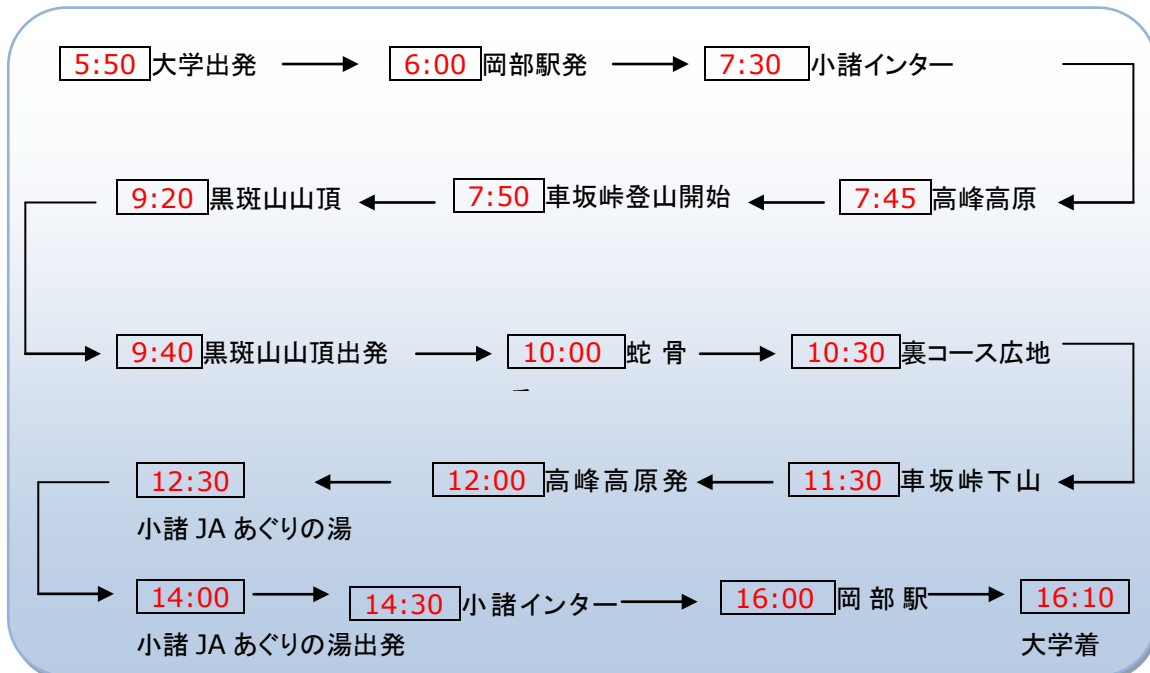 5:50 大学出発 6:00 岡部駅発 7:30 小諸インター
9:20 黒斑山山頂 7:50 車坂峠登山開始 7:45 高峰高原
9:40 黒斑山山頂出発 10:00 蛇骨 10:30 裏コース広地
12:30 12:00 高峰高原発 11:30 車坂峠下山
小諸 JA あぐりの湯
14:00 14:30 小諸インター 16:00 岡部駅 16:10
小諸 JA あぐりの湯出発 大学着